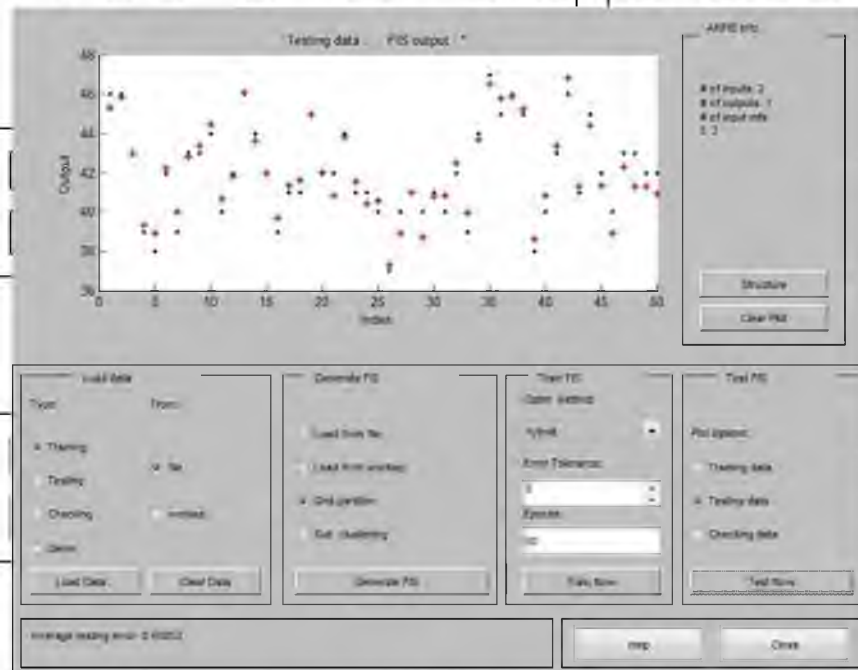 Testing data : . FIS output : *
48
46
44
42
40
38
36
Output
0 5 10 15 20 25 30 35 40 45 50
Index
ANFIS Info.
# of inputs: 2
# of outputs: 1
# of input mfs:
Structure
Clear Plot
Load data
Type:
From:
Training
Testing
Checking
Demo
file
worksp.
Load Data...
Clear Data
Generate FIS
Load from file
Load from worksp.
Grid partition
Sub. clustering
Generate FIS
Train FIS
Optim. Method:
hybrid
Error Tolerance:
0
Epochs:
Train Now
Test FIS
Plot against:
Training data
Testing data
Checking data
Test Now
Average testing error:
Help
Close